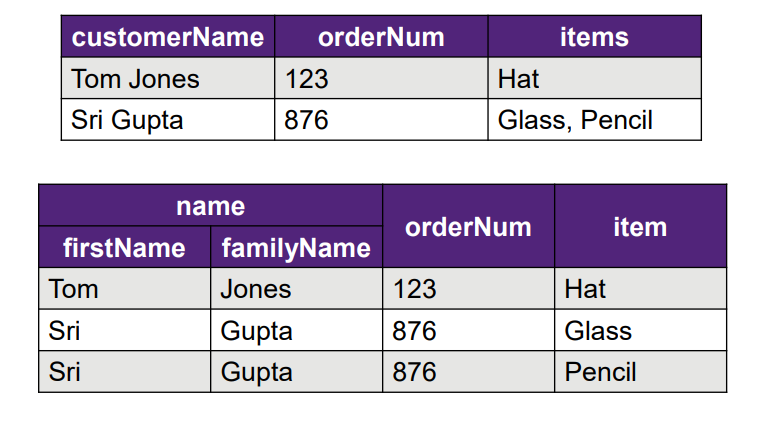 customerName orderNum items
Tom Jones 123 Hat
Sri Gupta 876 Glass, Pencil
name orderNum item
firstName familyName
Tom Jones 123 Hat
Sri Gupta 876 Glass
Sri Gupta 876 Pencil